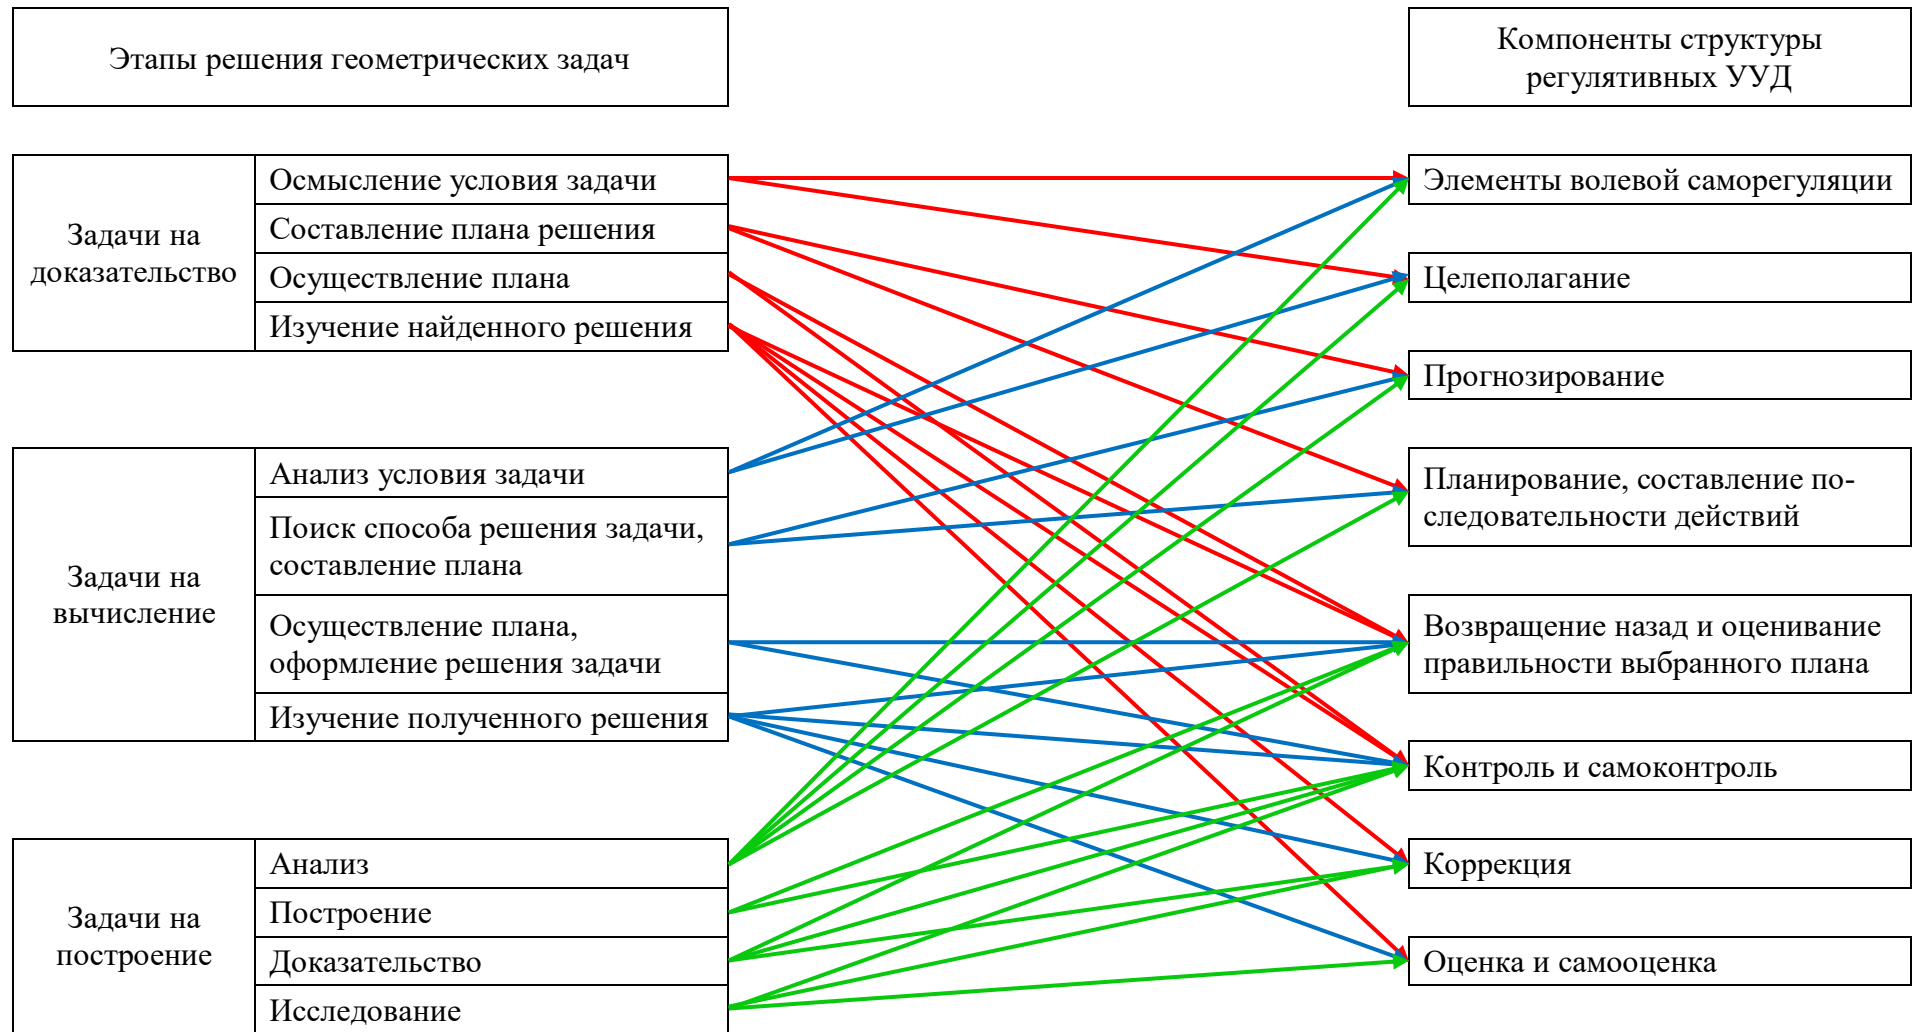 Этапы решения геометрических задач
Компоненты структуры
регулятивных УУД
Задачи на
доказательство
Осмысление условия задачи
Составление плана решения
Осуществление плана
Изучение найденного решения
Задачи на
вычисление
Анализ условия задачи
Поиск способа решения задачи,
составление плана
Осуществление плана,
оформление решения задачи
Изучение полученного решения
Задачи на
построение
Анализ
Построение
Доказательство
Исследование
Элементы волевой саморегуляции
Целеполагание
Прогнозирование
Планирование, составление по-
следовательности действий
Возвращение назад и оценивание
правильности выбранного плана
Контроль и самоконтроль
Коррекция
Оценка и самооценка